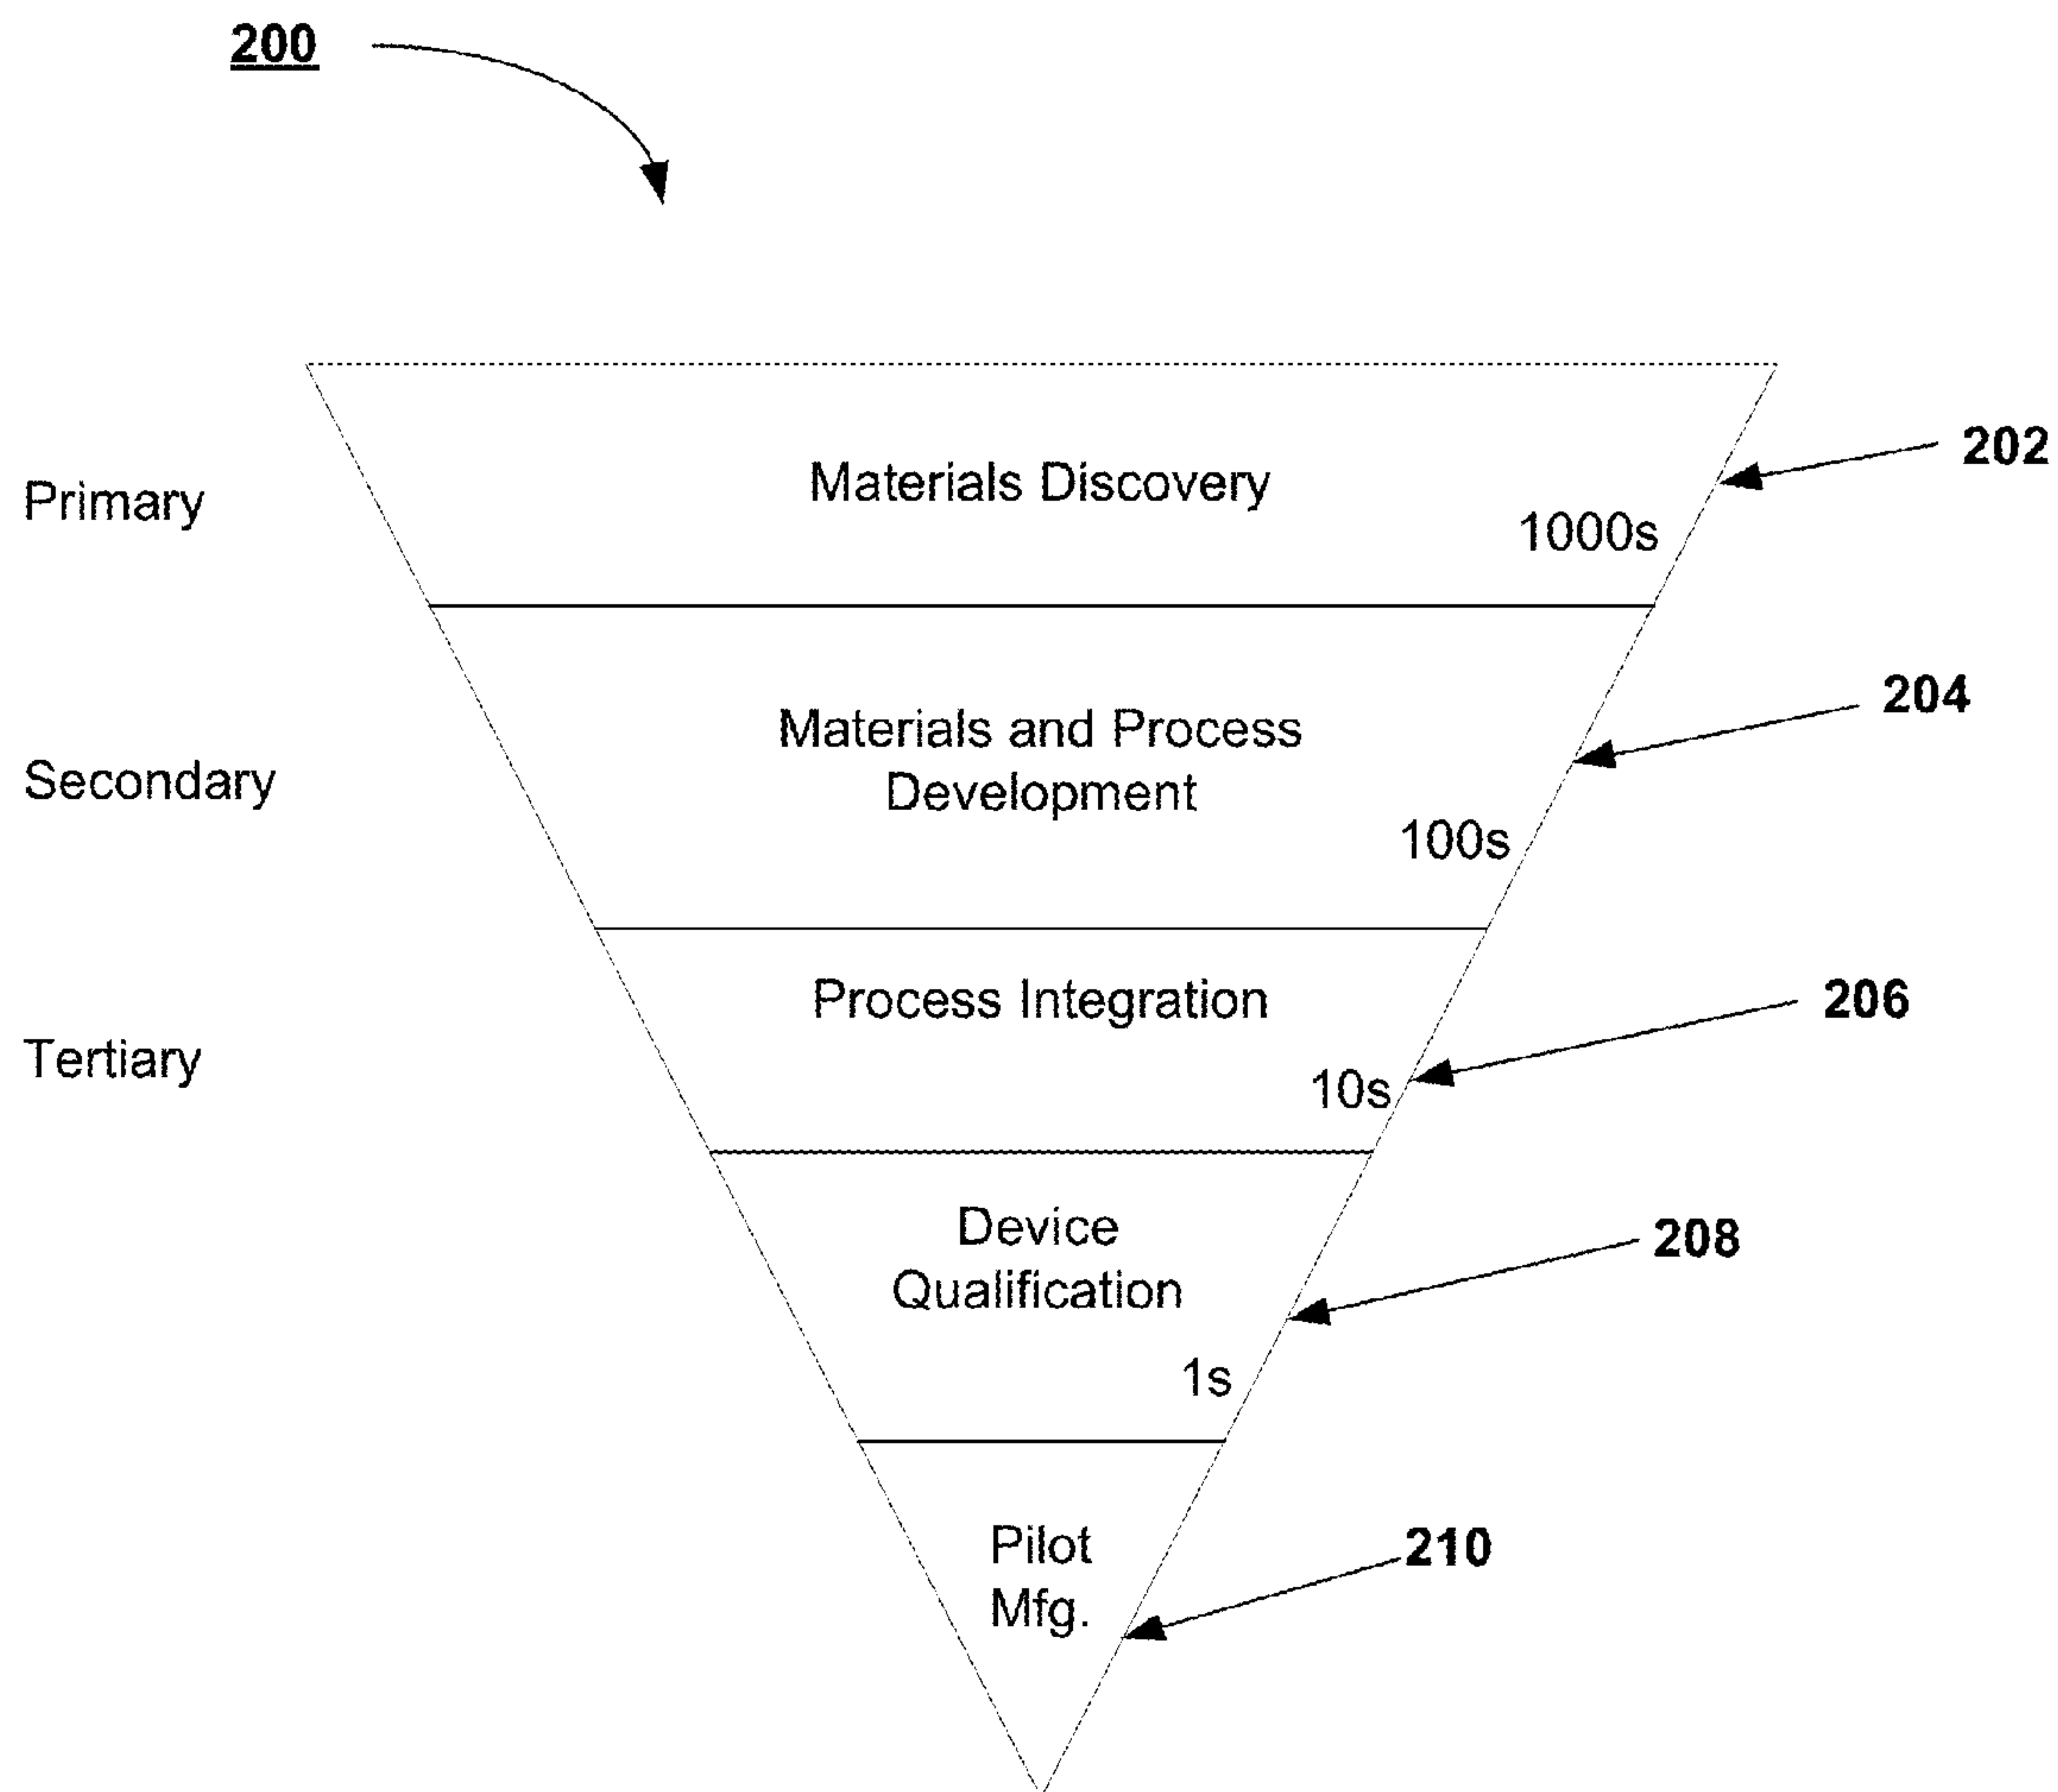 200
Materials Discovery
202
Primary
1000s
Materials and Process
204
Secondary
Development
100s
Process Integration
206
Tertiary
10s
Device
208
Qualification
1s
Pilot
210
Mfg.